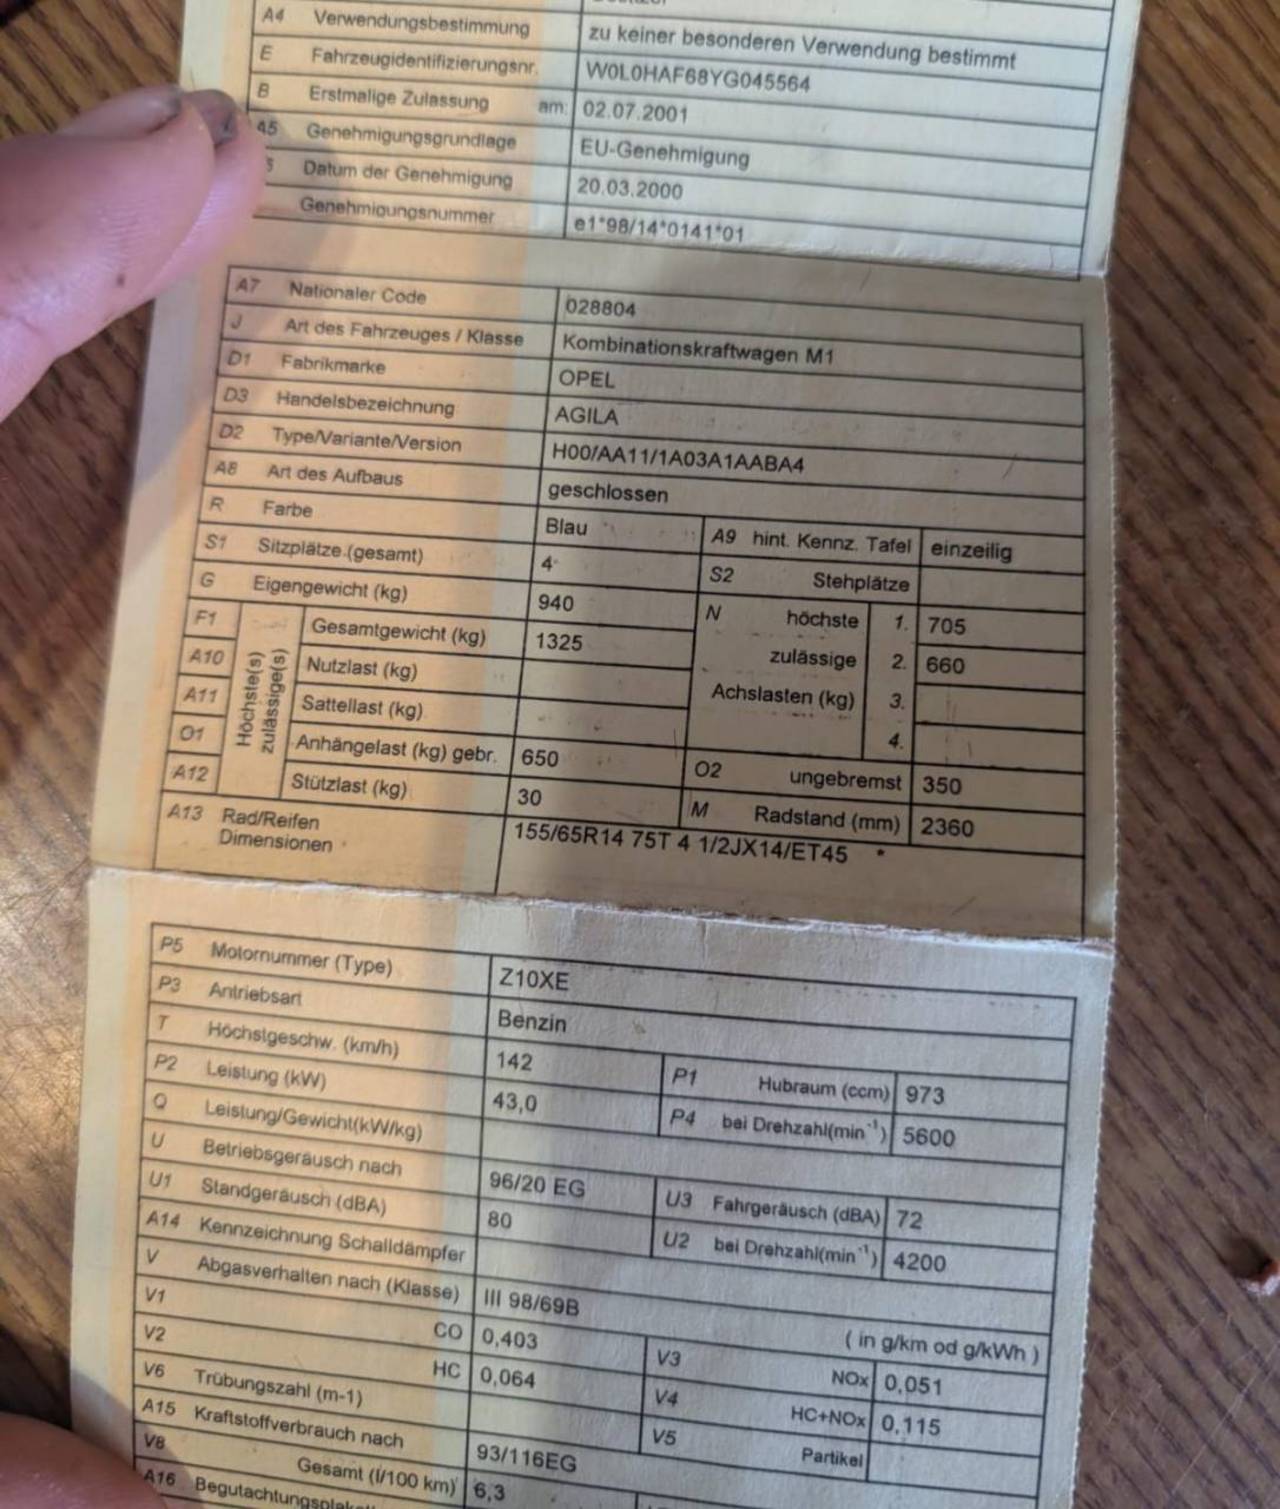 A4 Verwendungsbestimmung zu keiner besonderen Verwendung bestimmt
E Fahrzeugidentifizierungsnr. W0L0HAF68YG045564
B Erstmalige Zulassung am: 02.07.2001
A5 Genehmigungsgrundlage EU-Genehmigung
Datum der Genehmigung 20.03.2000
Genehmigungsnummer e1*98/14*0141*01
A7 Nationaler Code 028804
J Art des Fahrzeuges / Klasse Kombinationskraftwagen M1
D1 Fabrikmarke OPEL
D3 Handelsbezeichnung AGILA
D2 Type/Variante/Version H00/AA11/1A03A1AABA4
A8 Art des Aufbaus geschlossen
R Farbe Blau A9 hint. Kennz. Tafel einzeilig
S1 Sitzplätze (gesamt) 4 S2 Stehplätze
G Eigengewicht (kg) 940 N höchste 1. 705
F1 Höchste(s) zulässige(s) Gesamtgewicht (kg) 1325 zulässige 2. 660
A10 Nutzlast (kg) Achslasten (kg) 3.
A11 Sattellast (kg) 4.
O1 Anhängelast (kg) gebr. 650 O2 ungebremst 350
A12 Stützlast (kg) 30 M Radstand (mm) 2360
A13 Rad/Reifen 155/65R14 75T 4 1/2JX14/ET45 *
Dimensionen
P5 Motornummer (Type) Z10XE
P3 Antriebsart Benzin
T Höchstgeschw. (km/h) 142 P1 Hubraum (ccm) 973
P2 Leistung (kW) 43,0 P4 bei Drehzahl(min⁻¹) 5600
Q Leistung/Gewicht(kW/kg)
U Betriebsgeräusch nach 96/20 EG U3 Fahrgeräusch (dBA) 72
U1 Standgeräusch (dBA) 80 U2 bei Drehzahl(min⁻¹) 4200
A14 Kennzeichnung Schalldämpfer
V Abgasverhalten nach (Klasse) III 98/69B ( in g/km od g/kWh )
V1 CO 0,403 V3 NOx 0,051
V2 HC 0,064 V4 HC+NOx 0,115
V6 Trübungszahl (m-1) V5 Partikel
A15 Kraftstoffverbrauch nach 93/116EG
V8 Gesamt (l/100 km) 6,3
A16